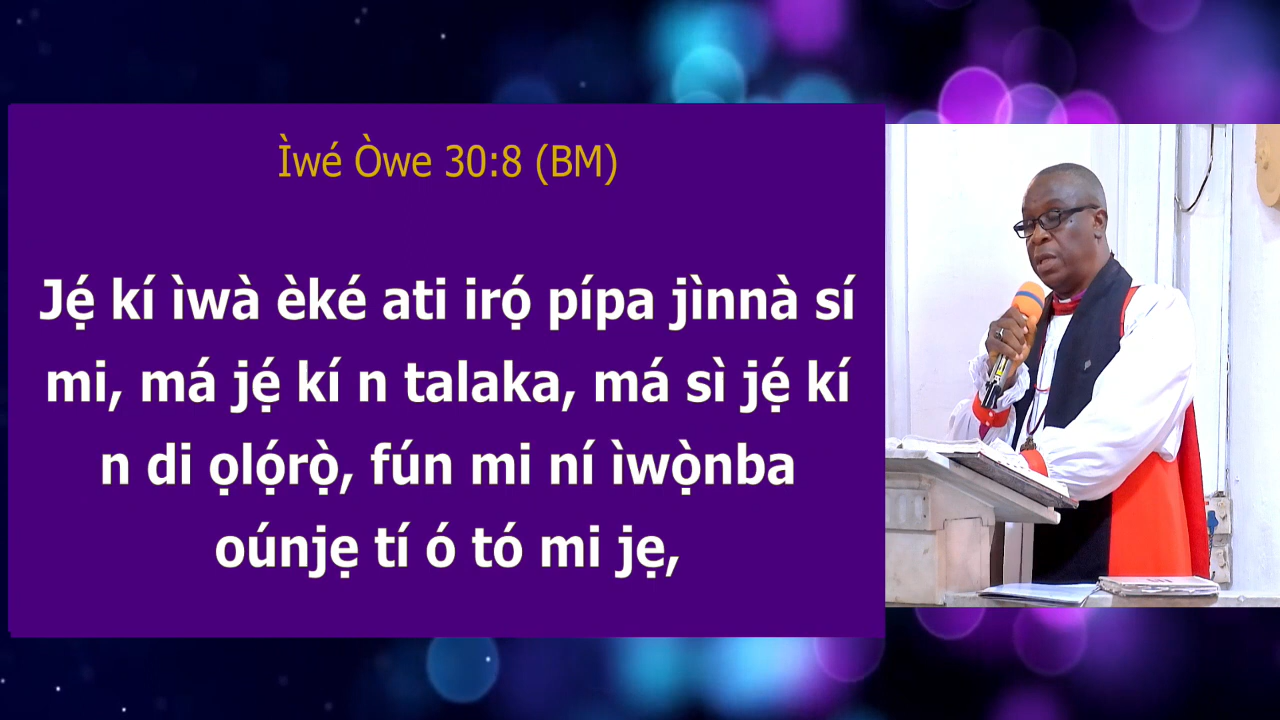 Ìwé Òwe 30:8 (BM)
Jẹ́ kí ìwà èké ati irọ́ pípa jìnnà sí
mi, má jẹ́ kí n talaka, má sì jẹ́ kí
n di ọlọ́rọ̀, fún mi ní ìwọ̀nba
oúnjẹ tí ó tó mi jẹ,